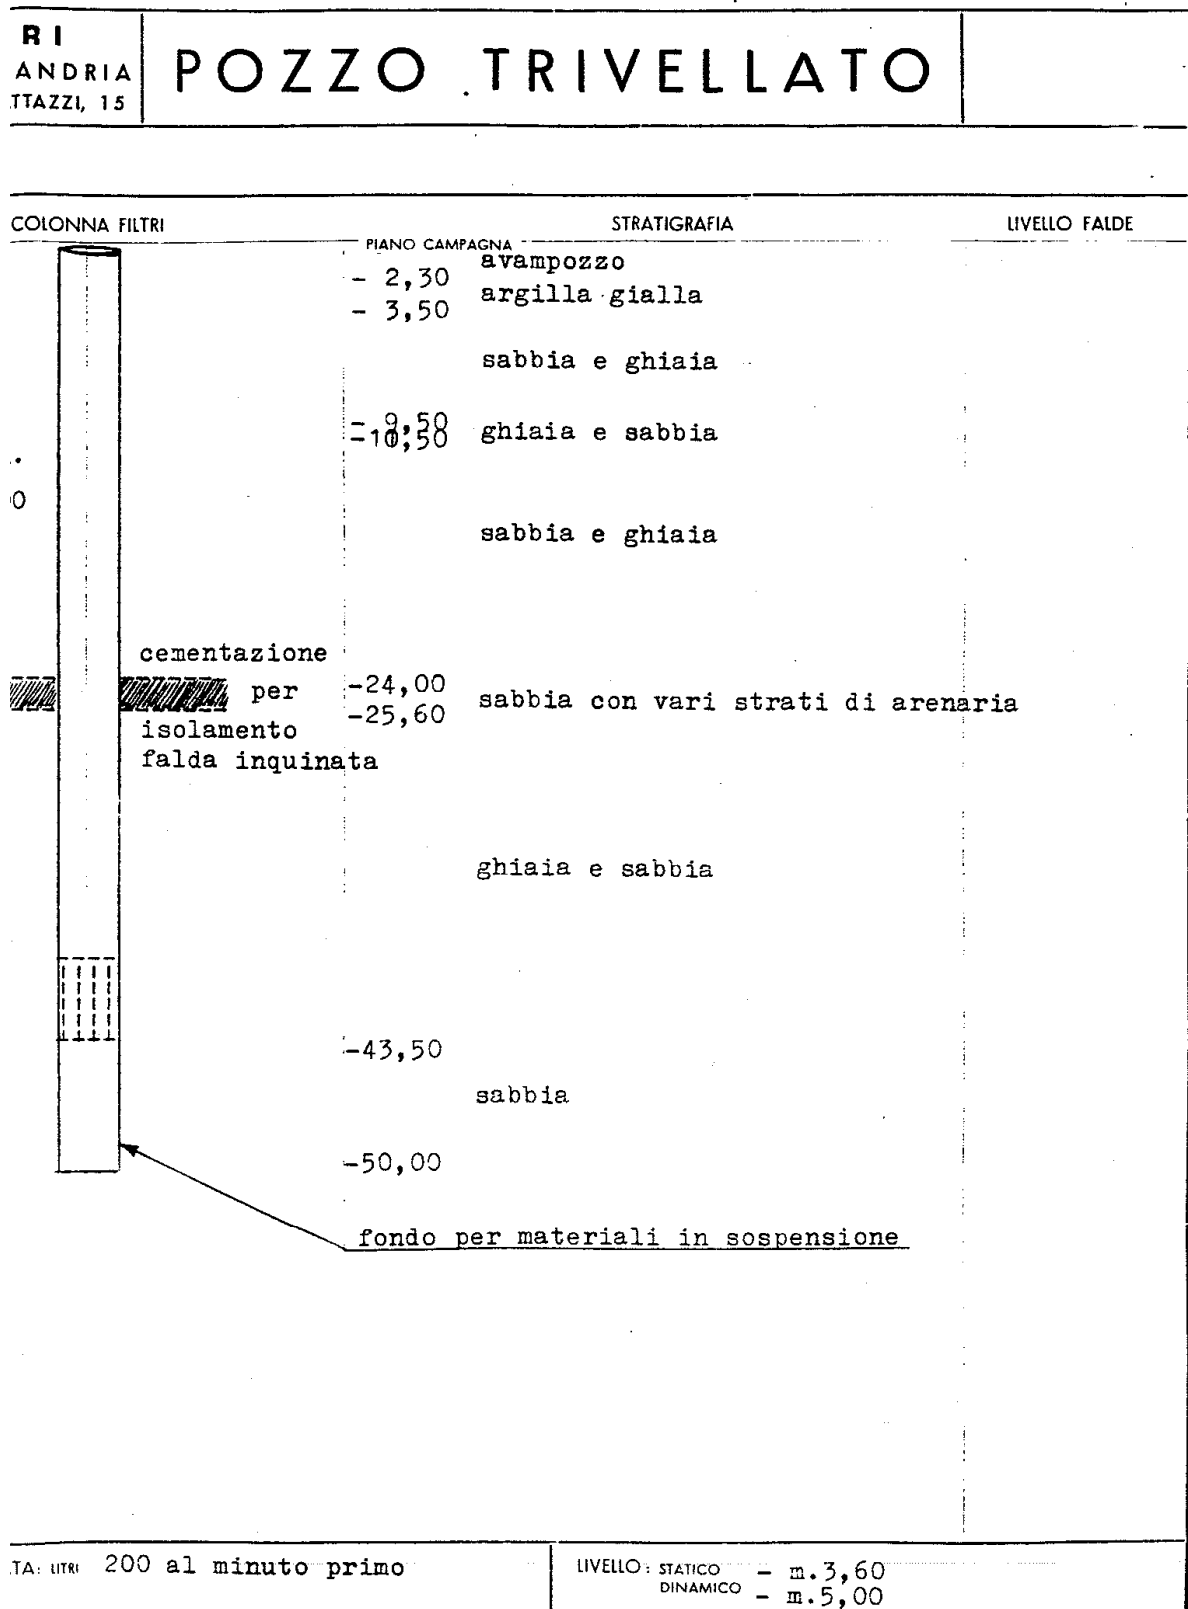 RI
ANDRIA
TTAZZI, 15
POZZO TRIVELLATO
COLONNA FILTRI
STRATIGRAFIA
LIVELLO FALDE
PIANO CAMPAGNA
avampozzo
- 2,30
argilla gialla
- 3,50
sabbia e ghiaia
- 9,50
-10,50 ghiaia e sabbia
0
sabbia e ghiaia
cementazione
per
isolamento
falda inquinata
-24,00
-25,60
sabbia con vari strati di arenaria
ghiaia e sabbia
-43,50
sabbia
-50,00
fondo per materiali in sospensione
TA: LITRI 200 al minuto primo
LIVELLO: STATICO - m.3,60
DINAMICO - m.5,00